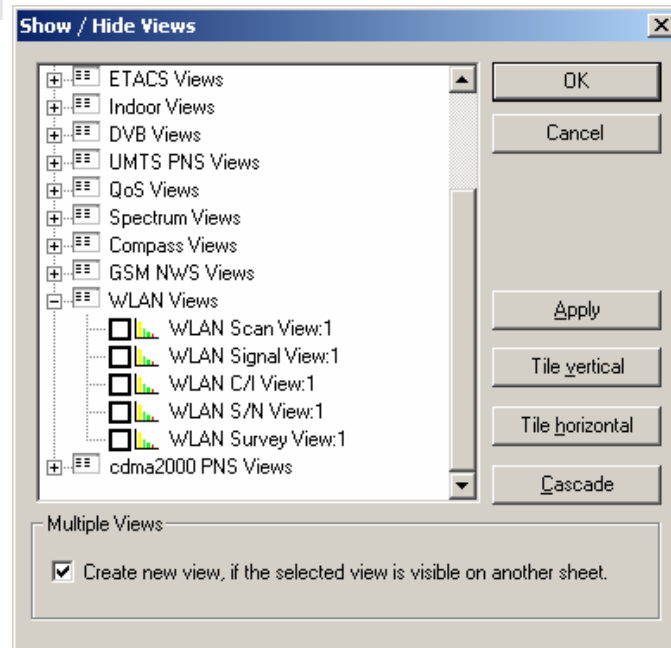 Show / Hide Views
ETACS Views
Indoor Views
DVB Views
UMTS PNS Views
QoS Views
Spectrum Views
Compass Views
GSM NWS Views
WLAN Views
WLAN Scan View:1
WLAN Signal View:1
WLAN C/I View:1
WLAN S/N View:1
WLAN Survey View:1
cdma2000 PNS Views
OK
Cancel
Apply
Tile vertical
Tile horizontal
Cascade
Multiple Views
Create new view, if the selected view is visible on another sheet.